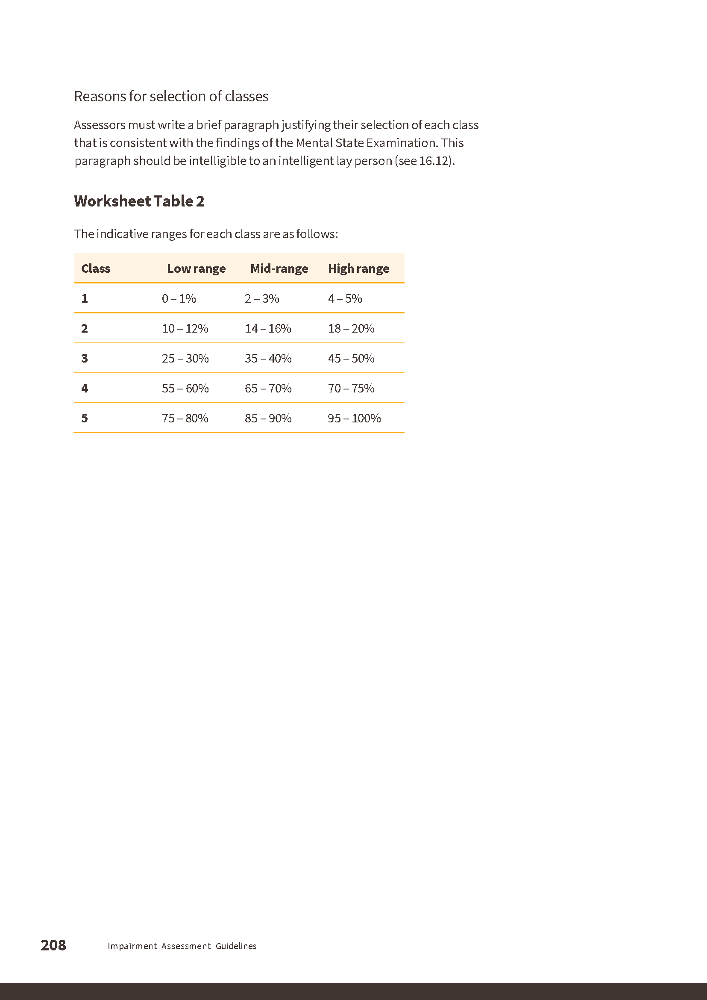 Reasons for selection of classes
Assessors must write a brief paragraph justifying their selection of each class
that is consistent with the findings of the Mental State Examination. This
paragraph should be intelligible to an intelligent lay person (see 16.12).
Worksheet Table 2
The indicative ranges for each class are as follows:
Class Low range Mid-range High range
1 0 – 1% 2 – 3% 4 – 5%
2 10 – 12% 14 – 16% 18 – 20%
3 25 – 30% 35 – 40% 45 – 50%
4 55 – 60% 65 – 70% 70 – 75%
5 75 – 80% 85 – 90% 95 – 100%
208 Impairment Assessment Guidelines